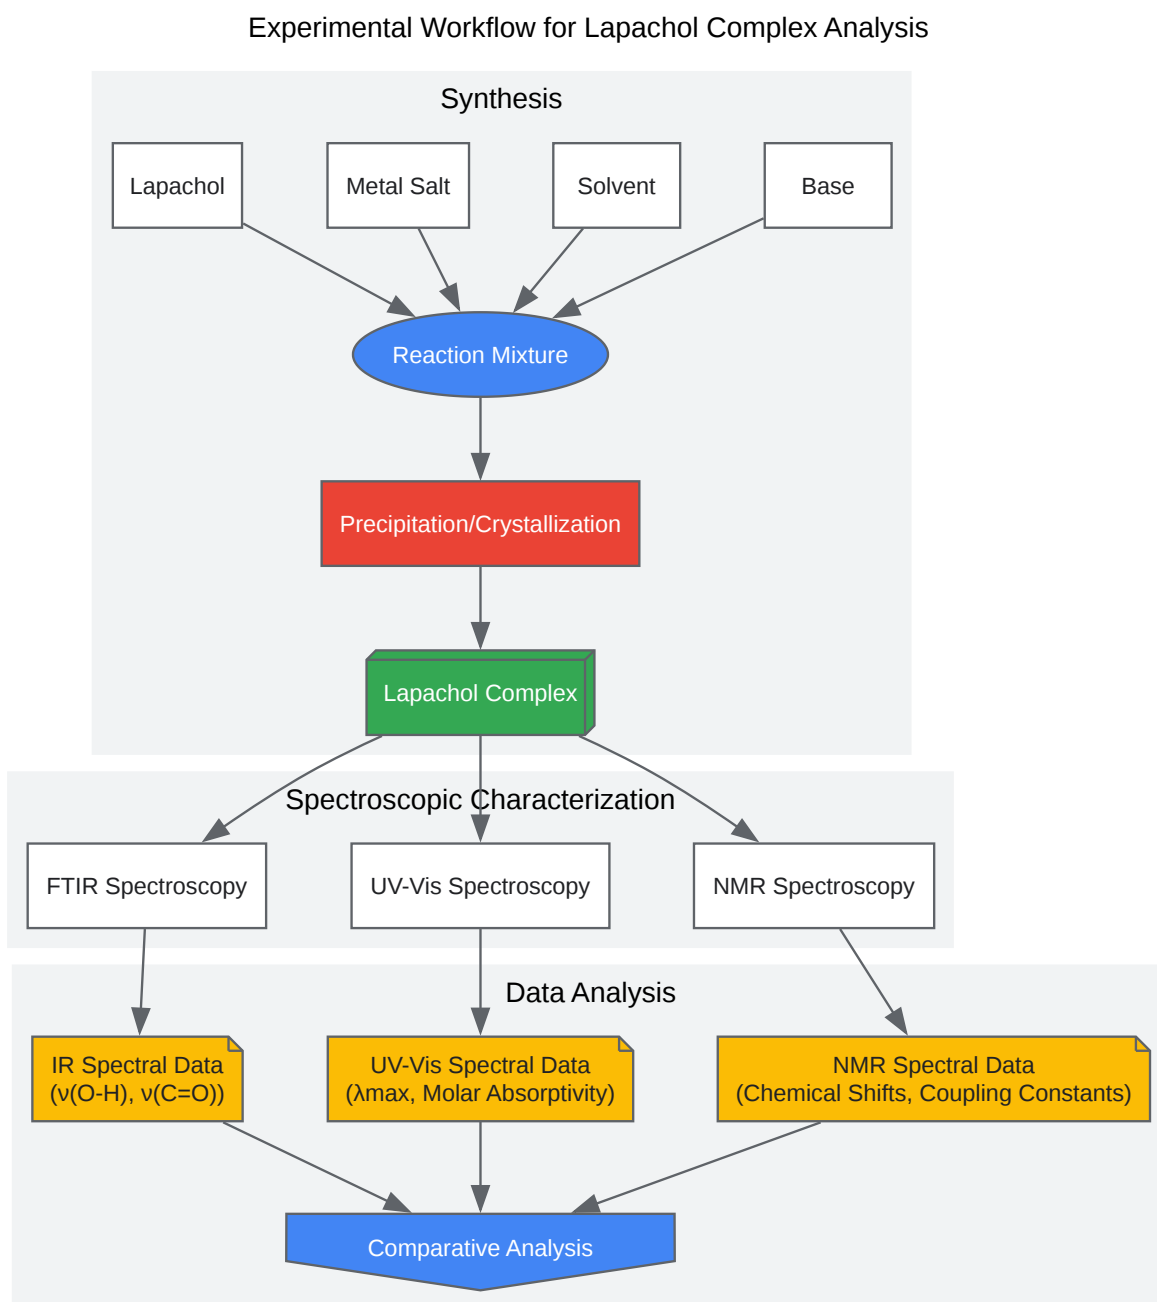 Experimental Workflow for Lapachol Complex Analysis
Synthesis
Lapachol
Metal Salt
Solvent
Base
Reaction Mixture
Precipitation/Crystallization
Lapachol Complex
Spectroscopic Characterization
FTIR Spectroscopy
UV-Vis Spectroscopy
NMR Spectroscopy
Data Analysis
IR Spectral Data
(ν(O-H), ν(C=O))
UV-Vis Spectral Data
(λmax, Molar Absorptivity)
NMR Spectral Data
(Chemical Shifts, Coupling Constants)
Comparative Analysis